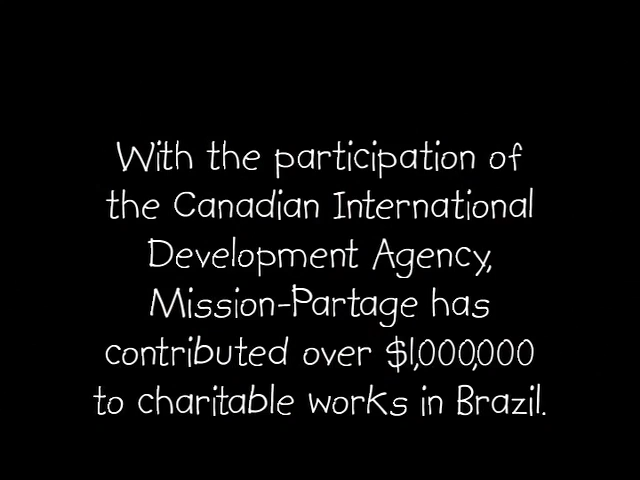 With the participation of
the Canadian International
Development Agency,
Mission-Partage has
contributed over $1,000,000
to charitable works in Brazil.